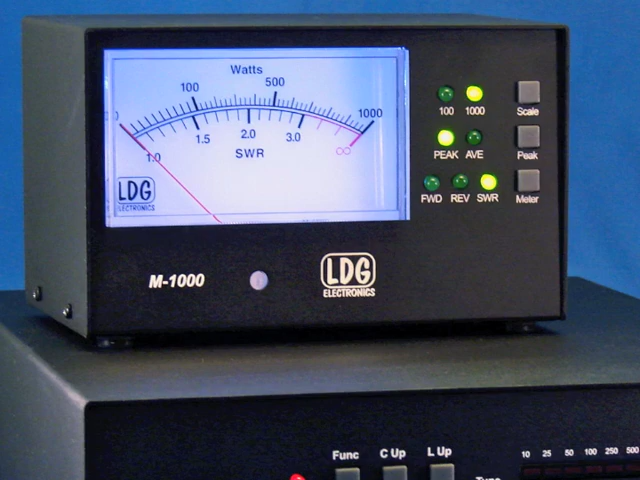 Watts
100 500
0 1000
1.0 1.5 2.0 3.0 ∞
SWR
LDG
ELECTRONICS
100 1000 Scale
PEAK AVE Peak
FWD REV SWR Meter
M-1000
LDG
ELECTRONICS
Func C Up L Up
10 25 50 100 250 500